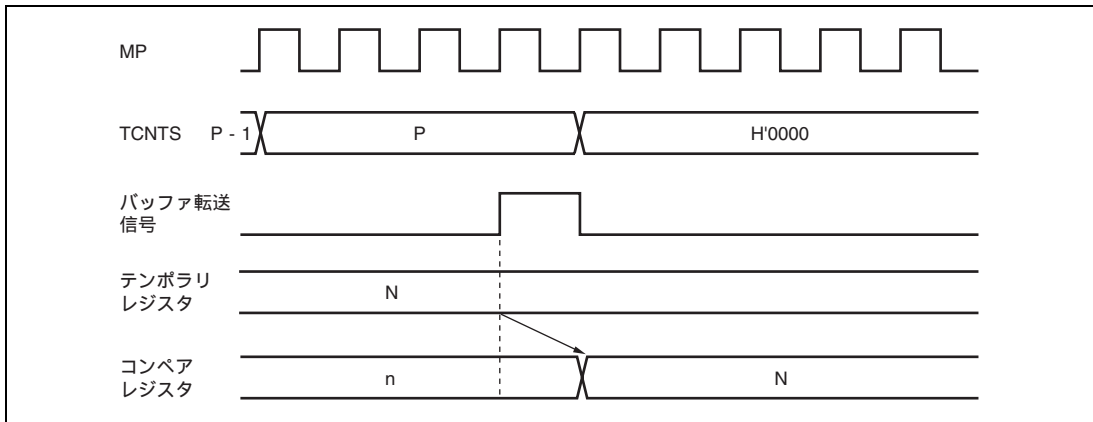 MP
TCNTS P - 1 P H'0000
バッファ転送
信号
テンポラリ
レジスタ
N
コンペア
レジスタ
n N